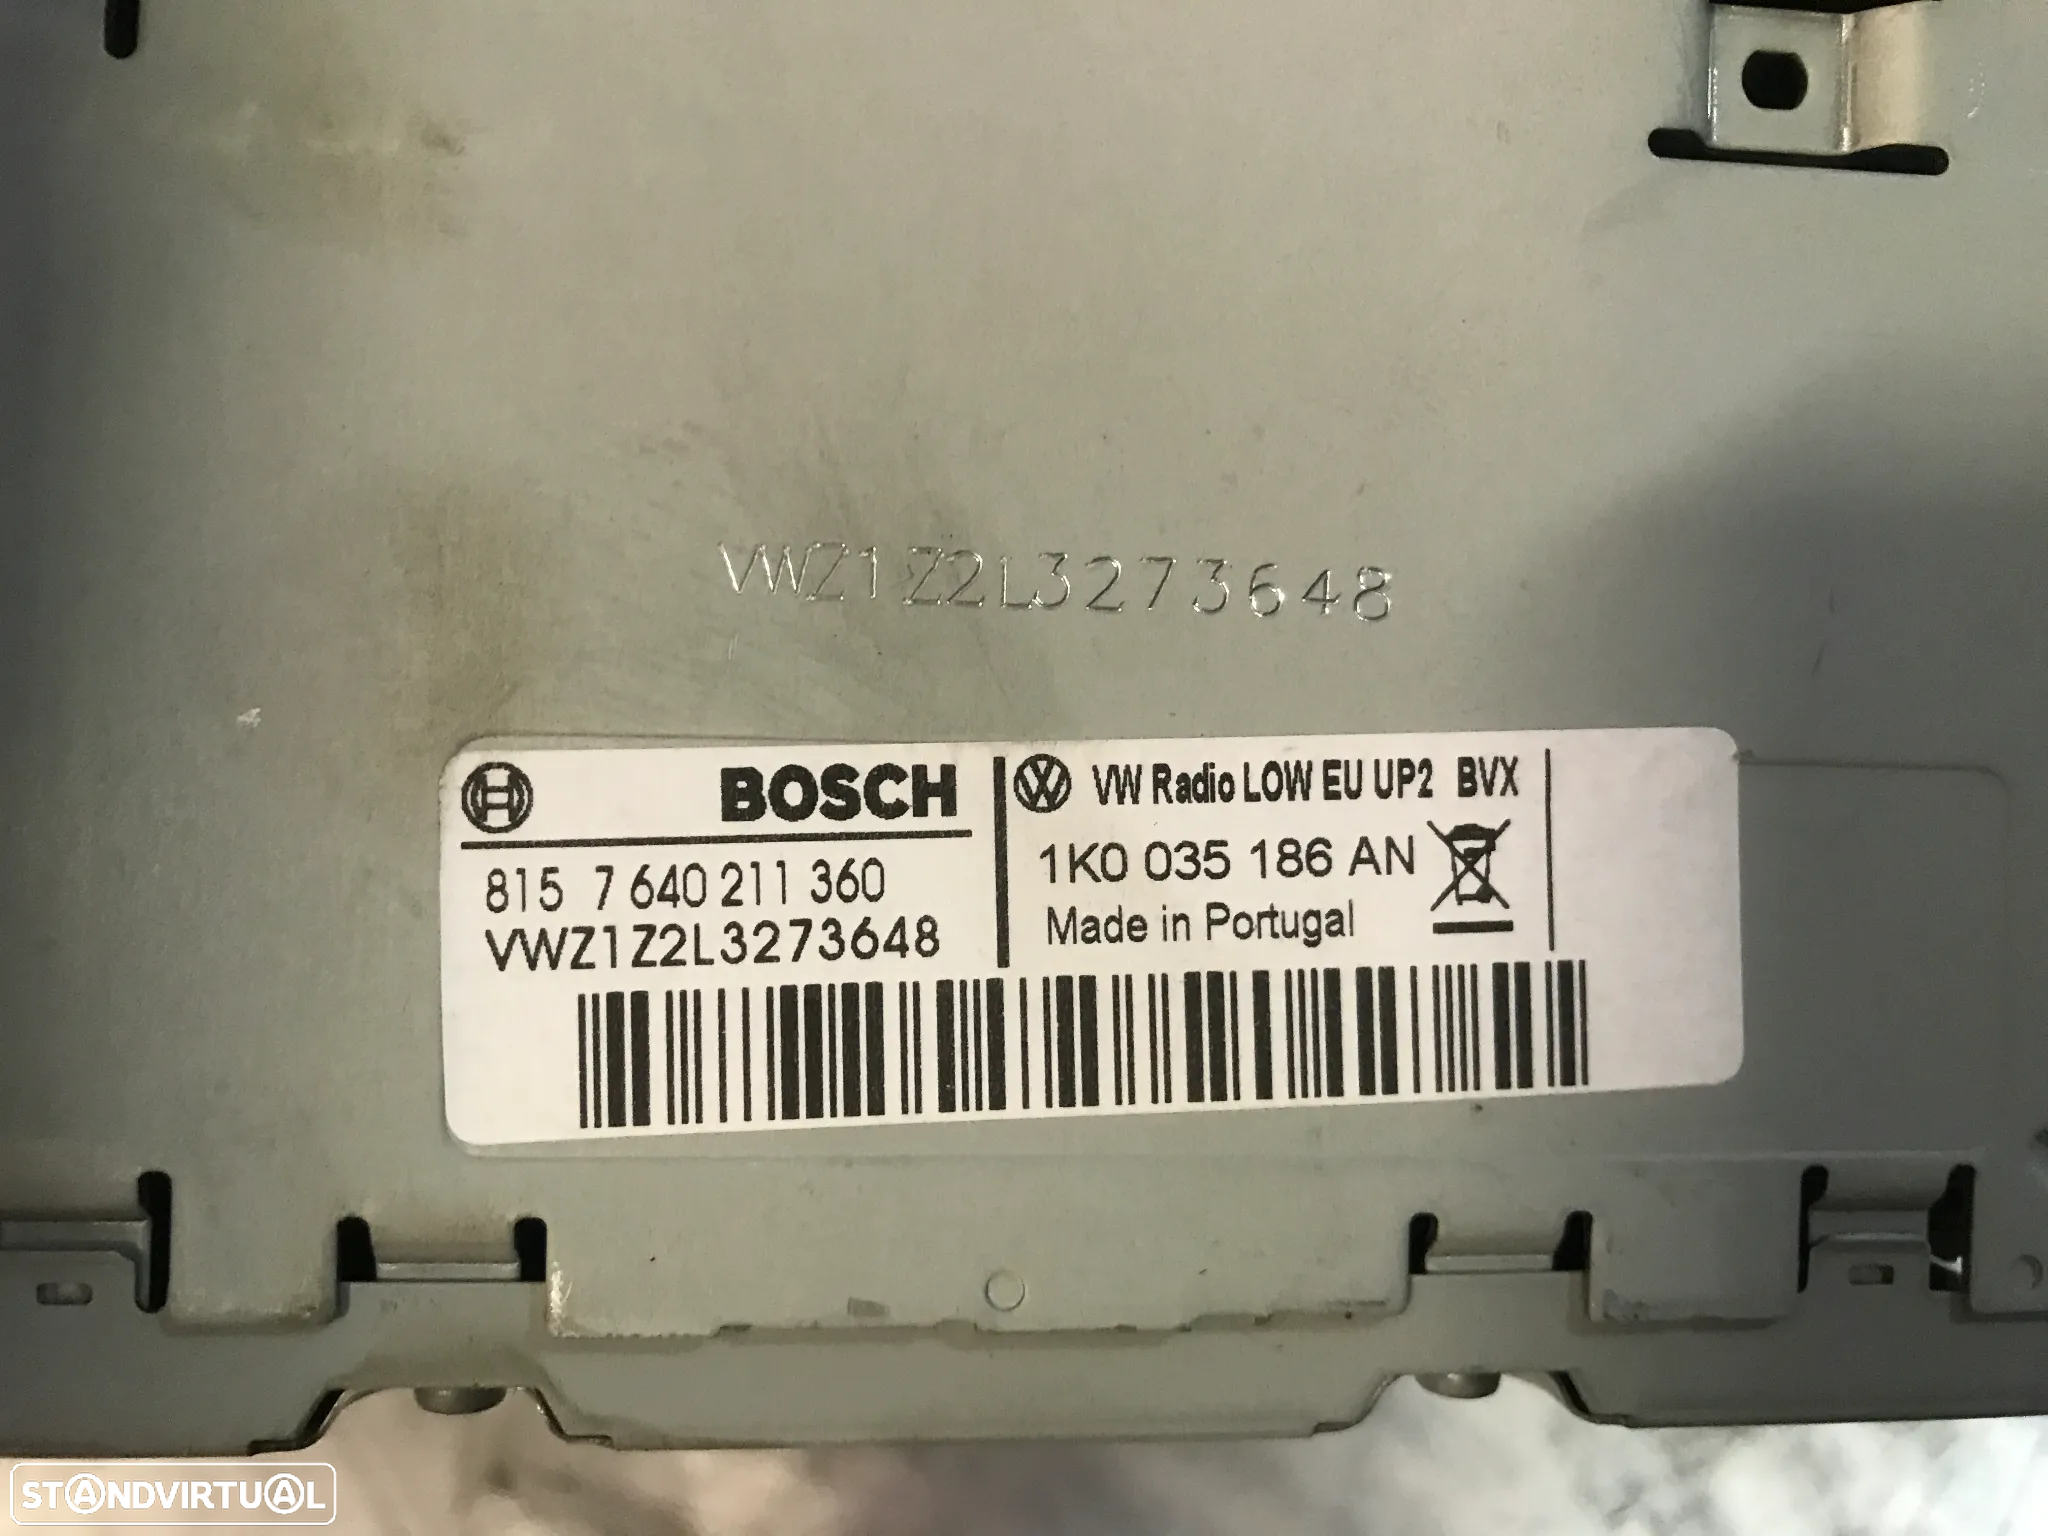 VWZ1Z2L3273648
BOSCH
815 7 640 211 360
VWZ1Z2L3273648
VW Radio LOW EU UP2 BVX
1K0 035 186 AN
Made in Portugal
STANDVIRTUAL